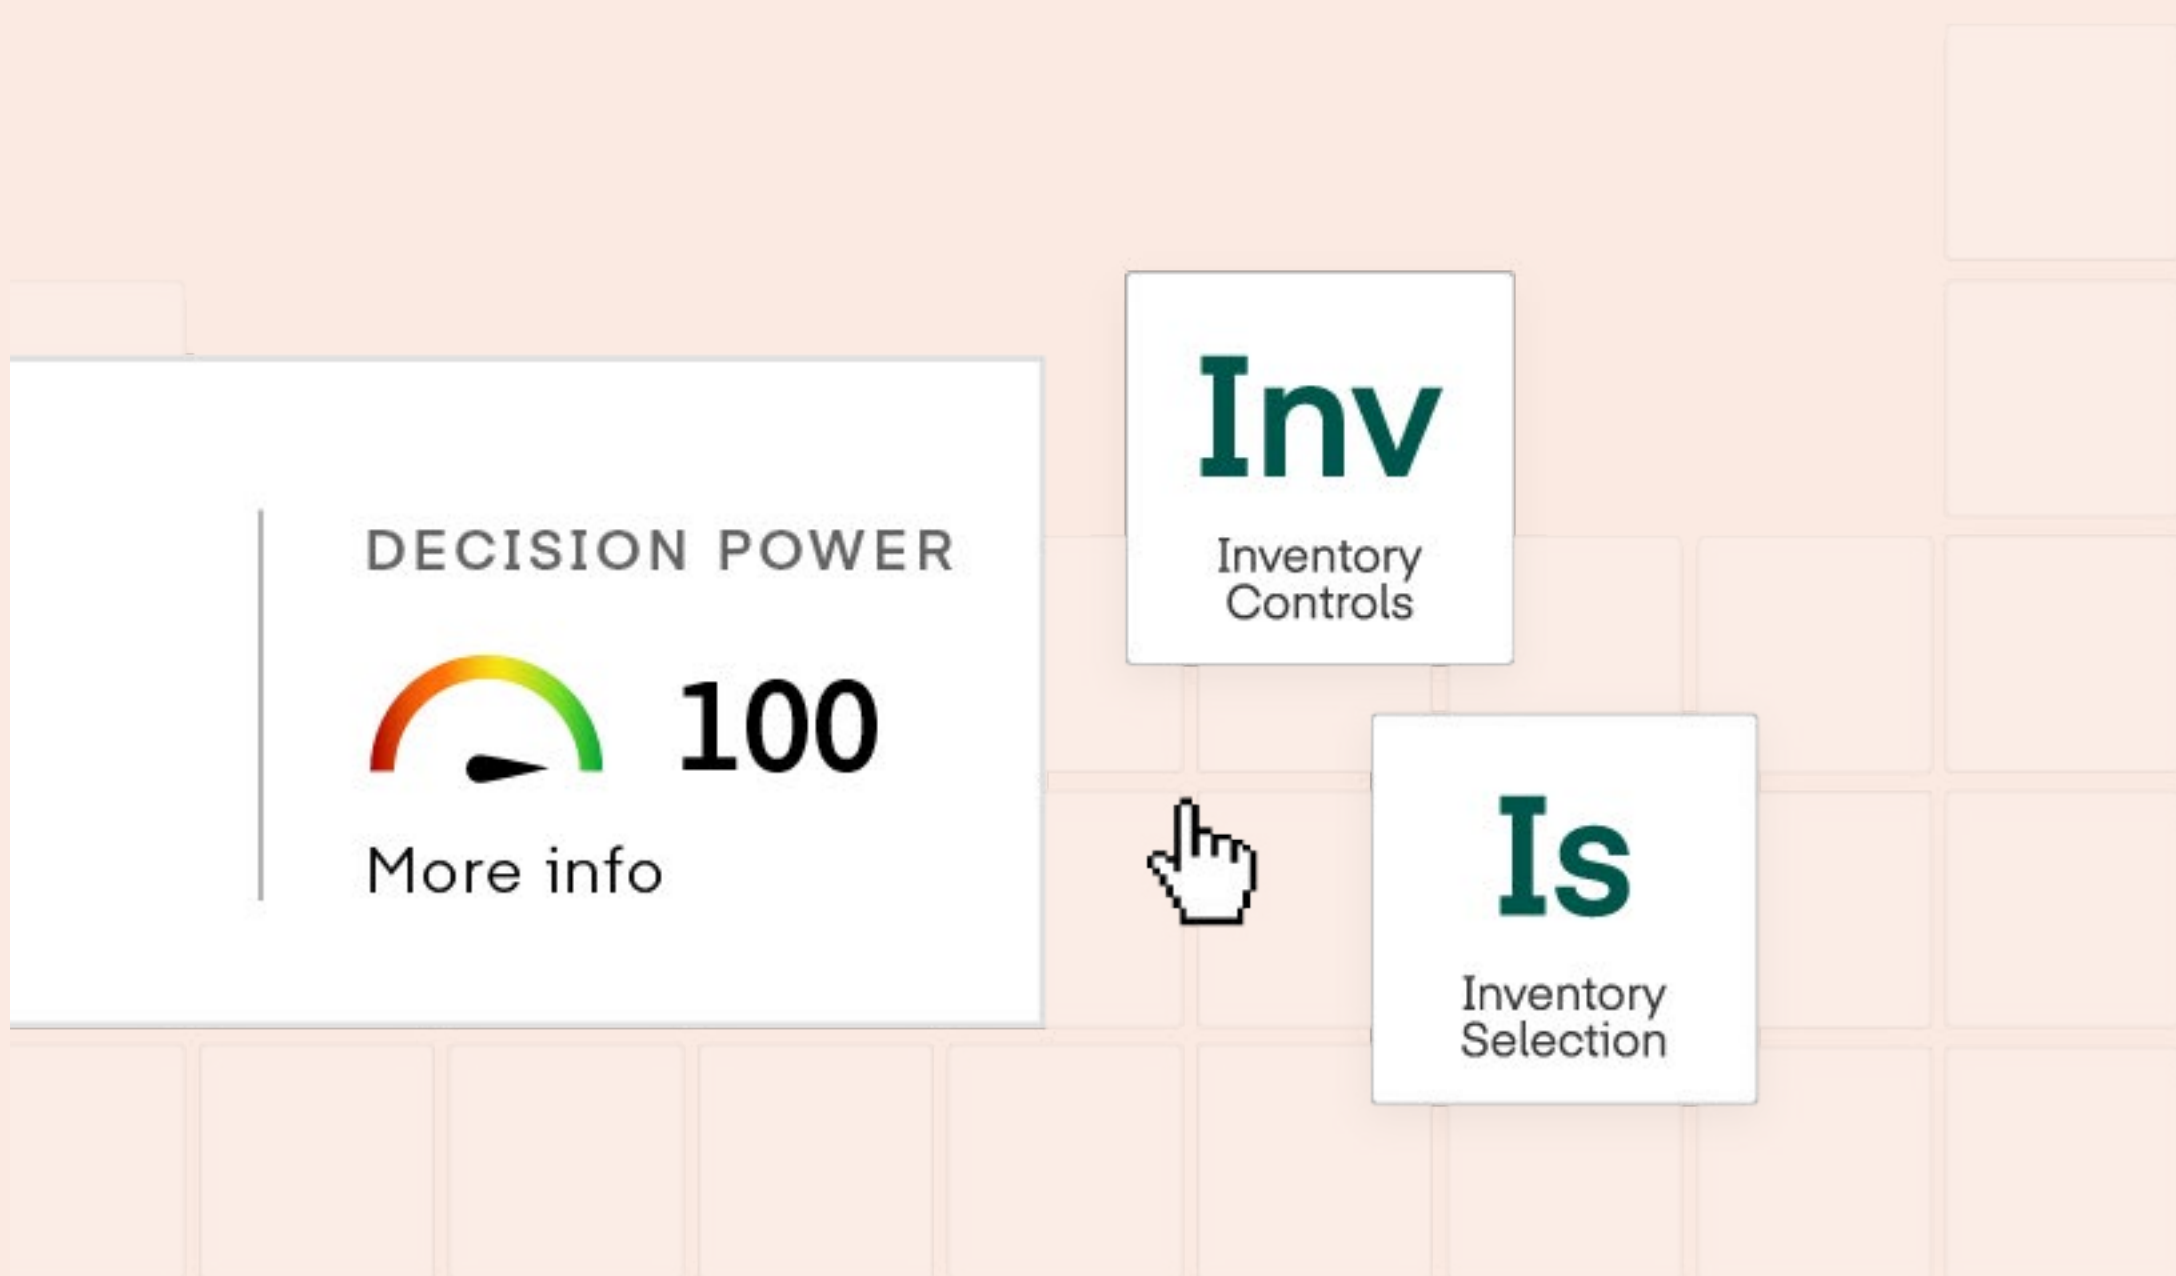 DECISION POWER
100
More info
Inv
Inventory
Controls
Is
Inventory
Selection